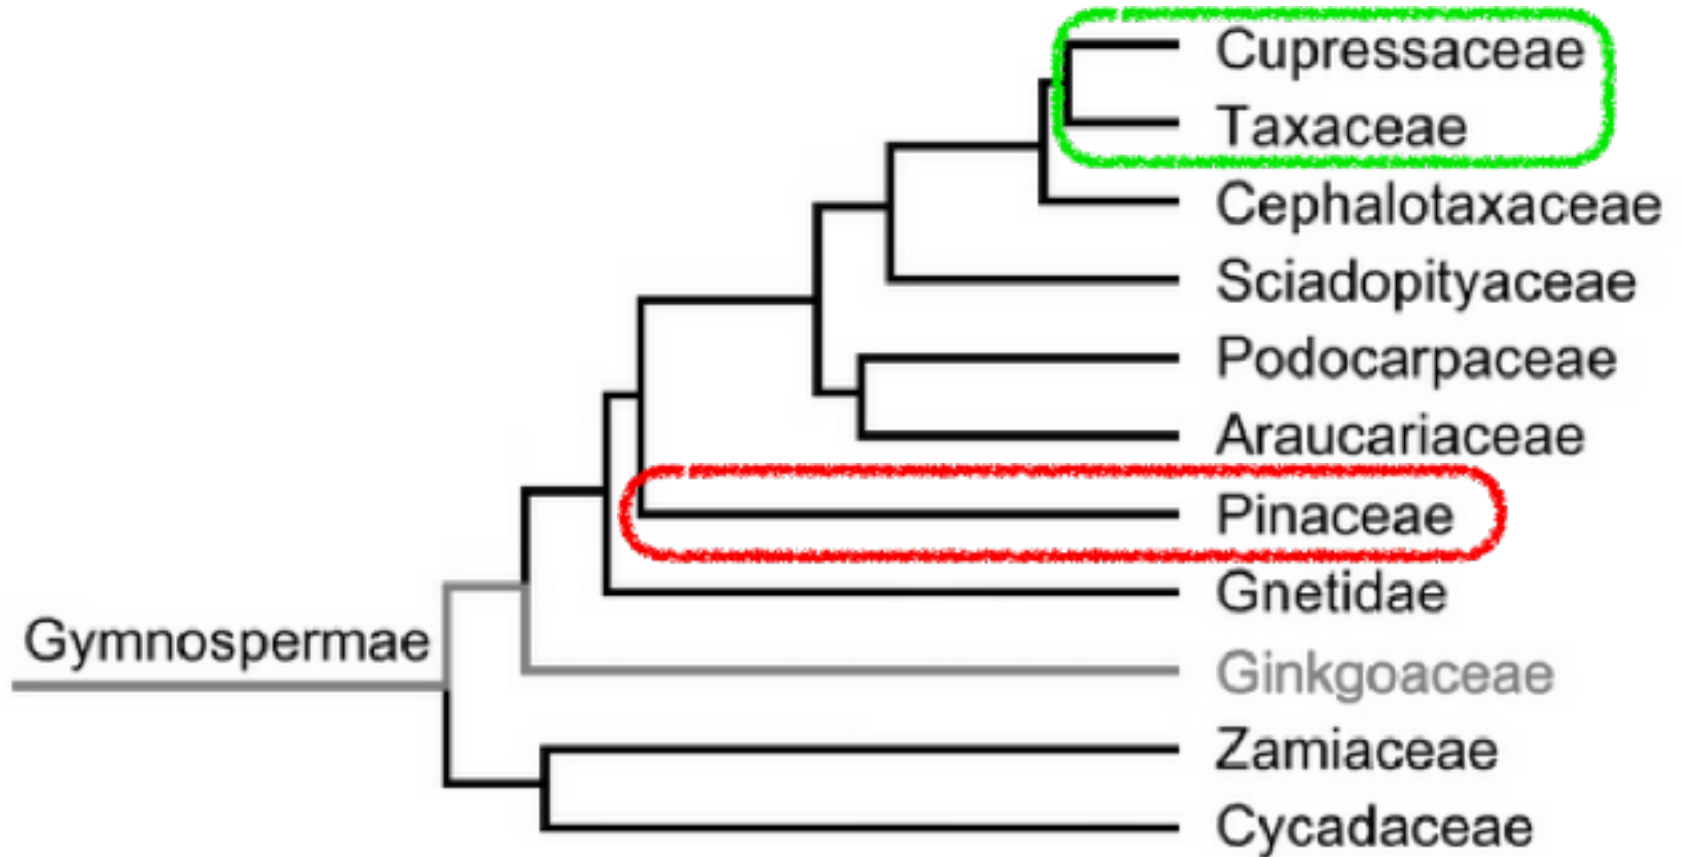 Cupressaceae
Taxaceae
Cephalotaxaceae
Sciadopityaceae
Podocarpaceae
Araucariaceae
Pinaceae
Gnetidae
Gymnospermae
Ginkgoaceae
Zamiaceae
Cycadaceae